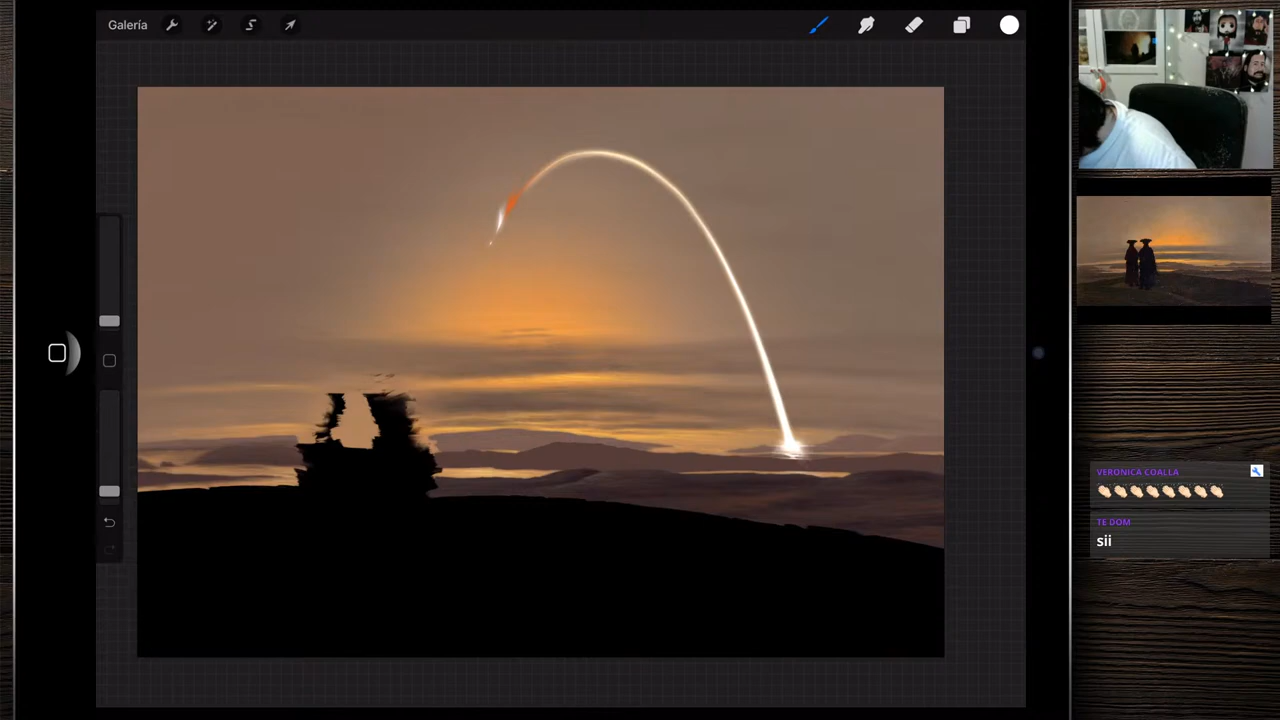 Galería
VERONICA COALLA
👏🏻👏🏻👏🏻👏🏻👏🏻👏🏻👏🏻👏🏻
TE DOM
sii